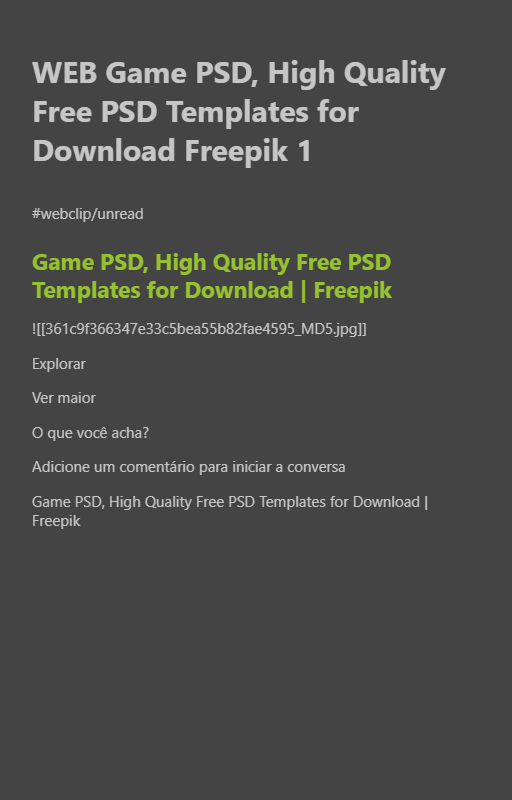 WEB Game PSD, High Quality
Free PSD Templates for
Download Freepik 1
#webclip/unread
Game PSD, High Quality Free PSD
Templates for Download | Freepik
![[361c9f366347e33c5bea55b82fae4595_MD5.jpg]]
Explorar
Ver maior
O que você acha?
Adicione um comentário para iniciar a conversa
Game PSD, High Quality Free PSD Templates for Download |
Freepik